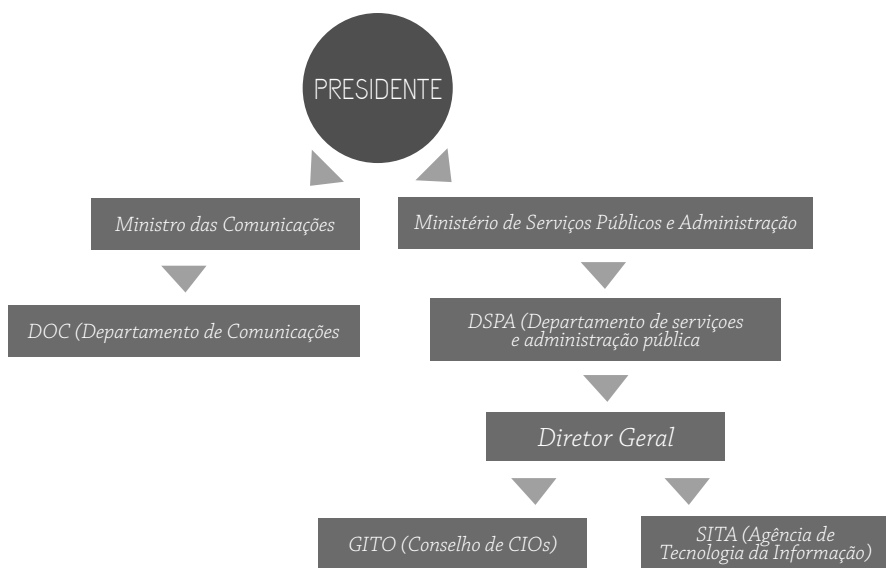 PRESIDENTE
Ministro das Comunicações
Ministério de Serviços Públicos e Administração
DOC (Departamento de Comunicações
DSPA (Departamento de serviçoes
e administração pública
Diretor Geral
GITO (Conselho de CIOs)
SITA (Agência de
Tecnologia da Informação)